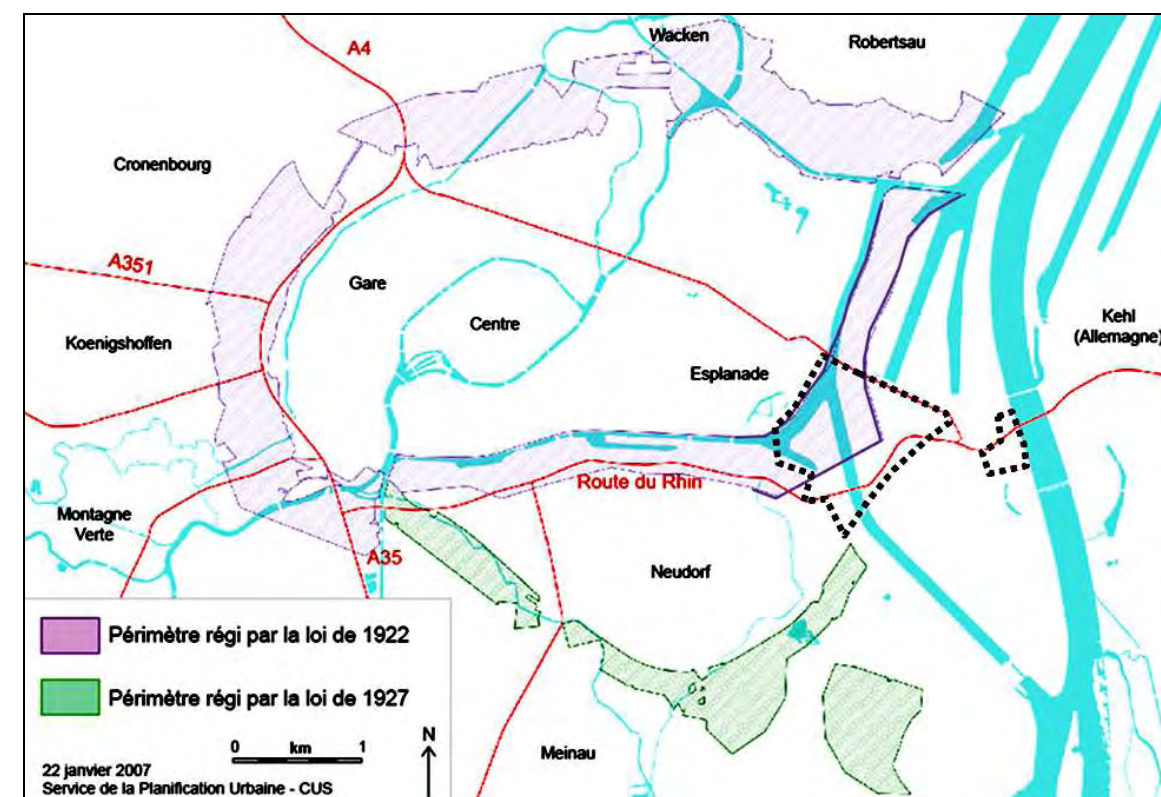 Wacken
Robertsau
A4
Cronenbourg
A351
Gare
Centre
Koenigshoffen
Kehl
(Allemagne)
Esplanade
Route du Rhin
Montagne
Verte
A35
Neudorf
Périmètre régi par la loi de 1922
Périmètre régi par la loi de 1927
0 km 1
N
Meinau
22 janvier 2007
Service de la Planification Urbaine - CUS